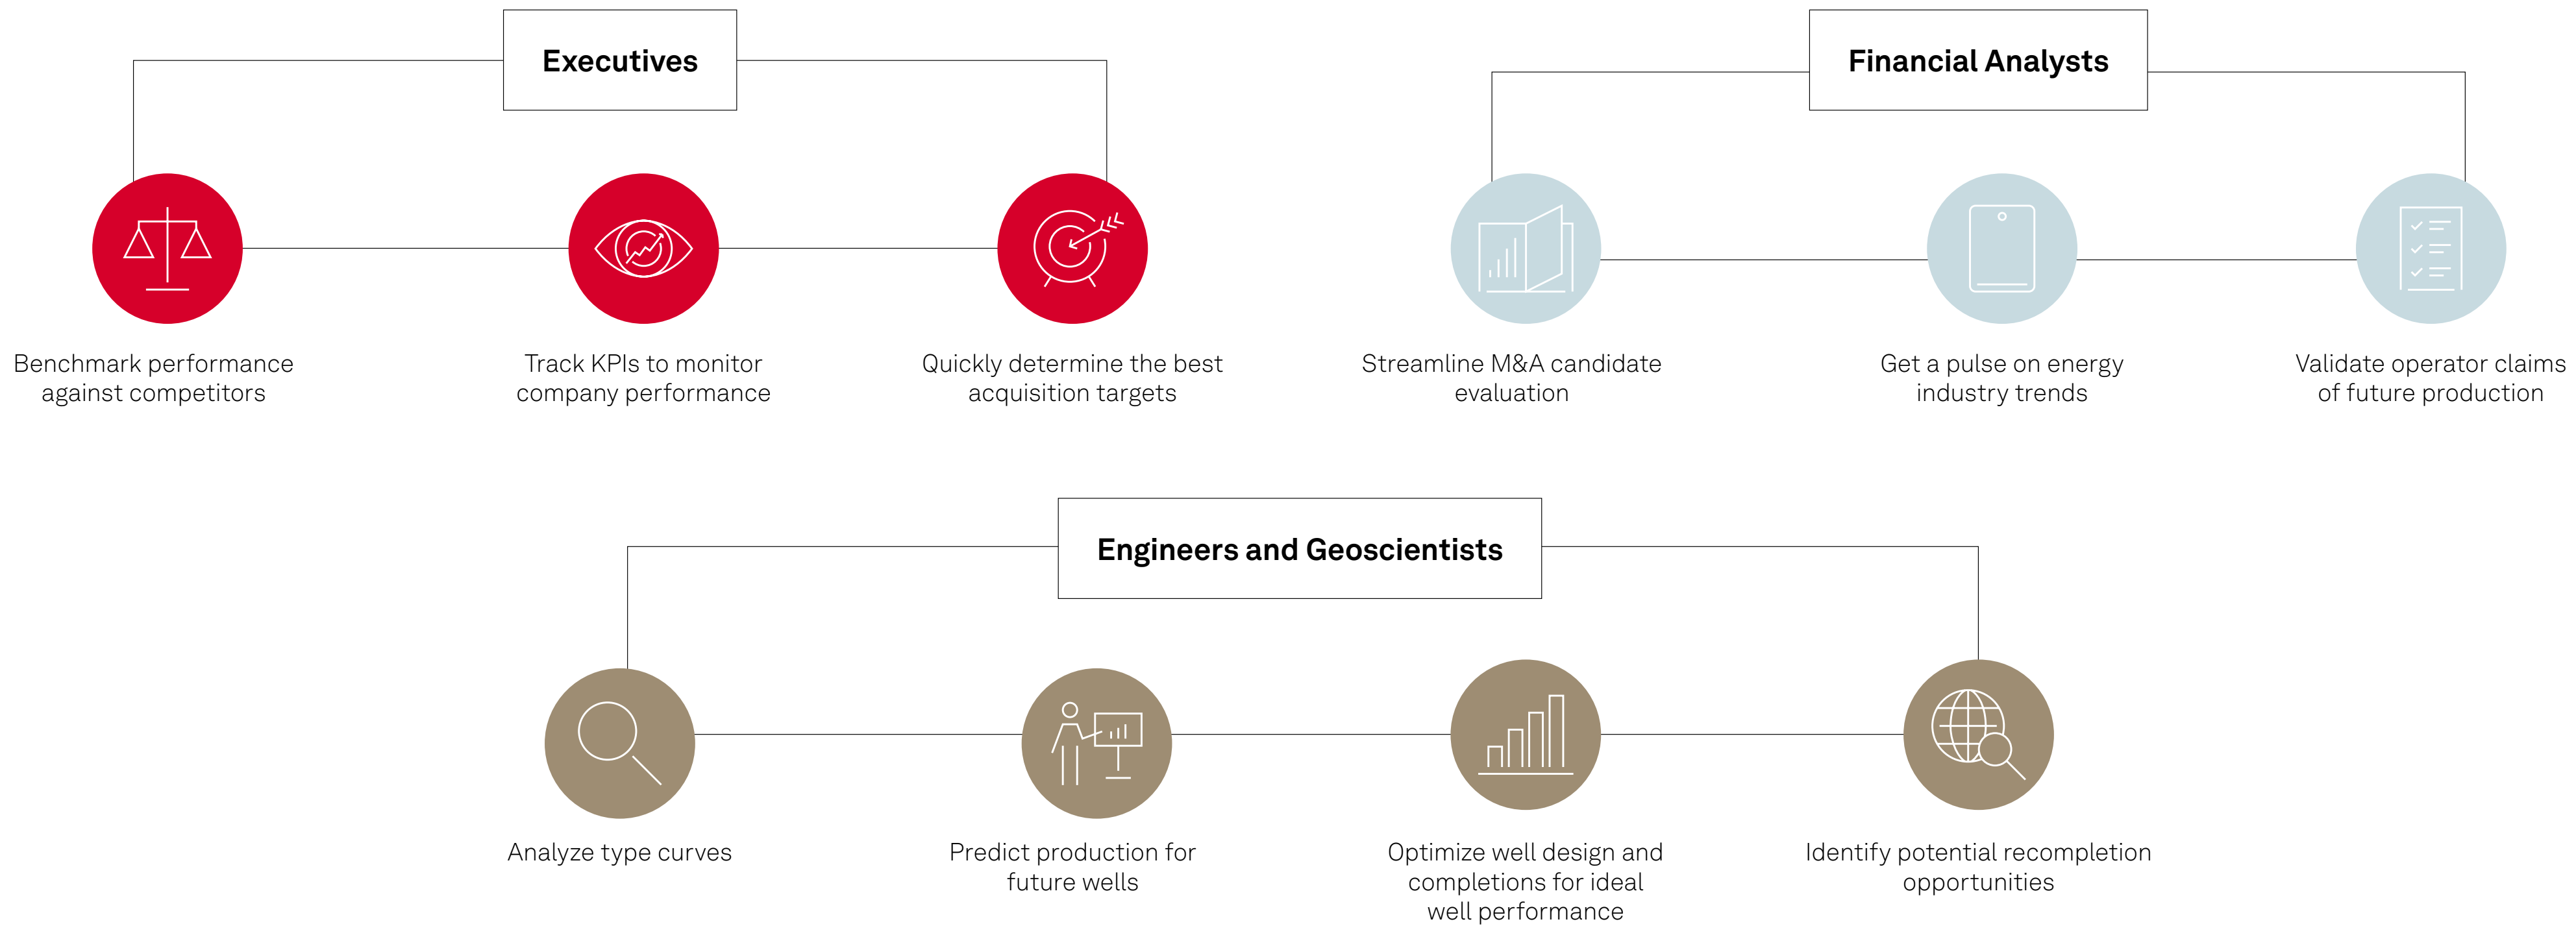 Executives
Benchmark performance
against competitors
Track KPIs to monitor
company performance
Quickly determine the best
acquisition targets
Financial Analysts
Streamline M&A candidate
evaluation
Get a pulse on energy
industry trends
Validate operator claims
of future production
Engineers and Geoscientists
Analyze type curves
Predict production for
future wells
Optimize well design and
completions for ideal
well performance
Identify potential recompletion
opportunities